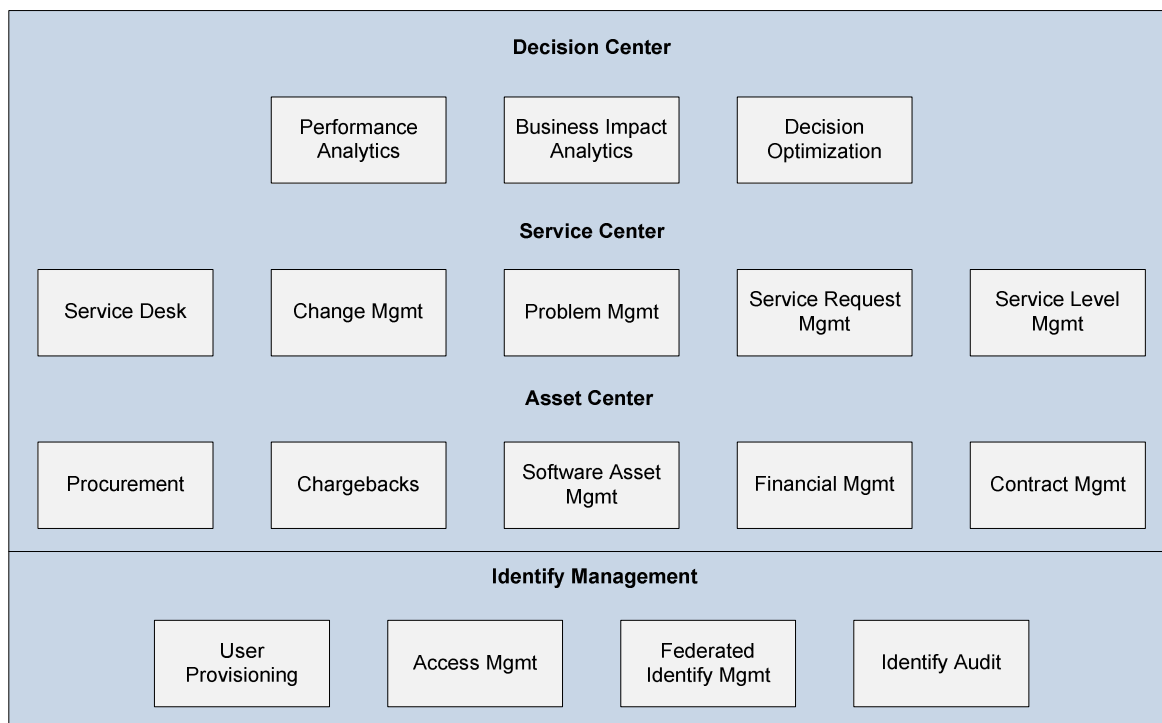 Decision Center
Performance
Analytics
Business Impact
Analytics
Decision
Optimization
Service Center
Service Desk
Change Mgmt
Problem Mgmt
Service Request
Mgmt
Service Level
Mgmt
Asset Center
Procurement
Chargebacks
Software Asset
Mgmt
Financial Mgmt
Contract Mgmt
Identify Management
User
Provisioning
Access Mgmt
Federated
Identify Mgmt
Identify Audit